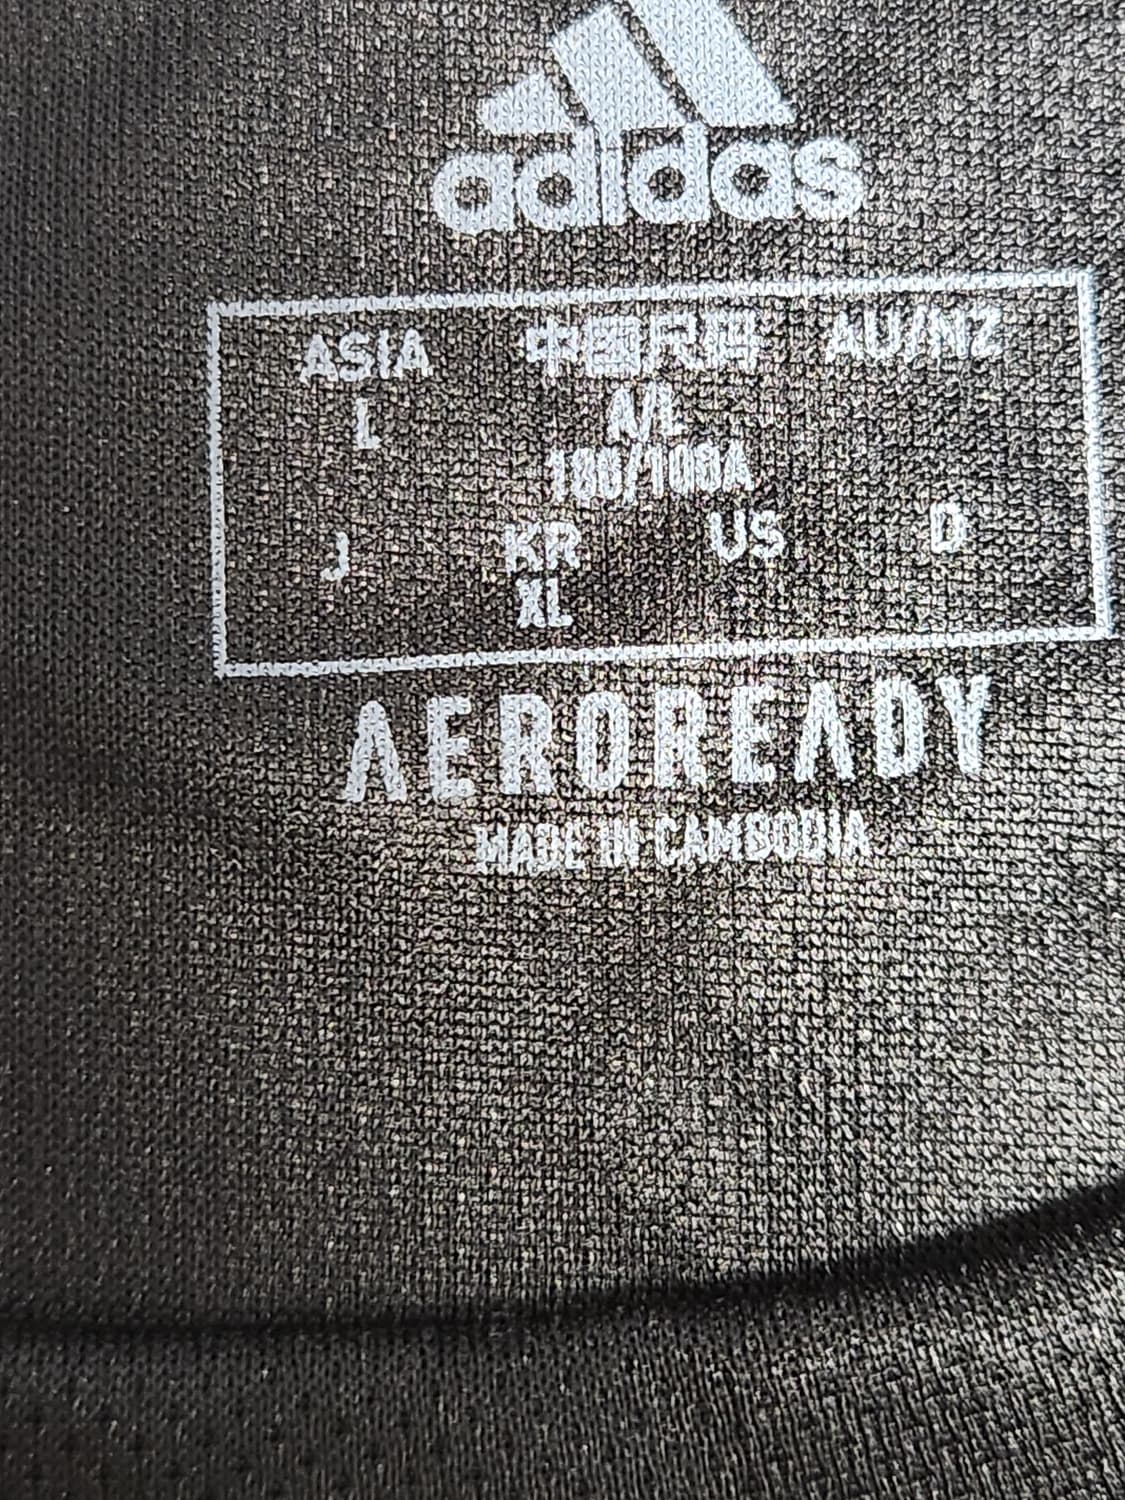 adidas
ASIA 中国尺码 AU/NZ
L A/L
180/100A
J KR US D
XL
AEROREADY
MADE IN CAMBODIA